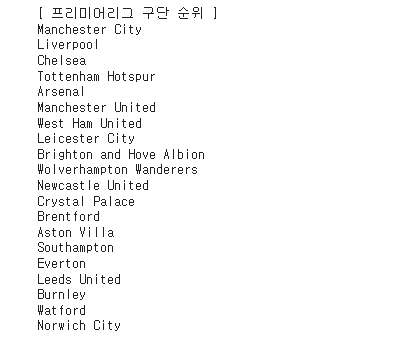 [ 프리미어리그 구단 순위 ]
Manchester City
Liverpool
Chelsea
Tottenham Hotspur
Arsenal
Manchester United
West Ham United
Leicester City
Brighton and Hove Albion
Wolverhampton Wanderers
Newcastle United
Crystal Palace
Brentford
Aston Villa
Southampton
Everton
Leeds United
Burnley
Watford
Norwich City